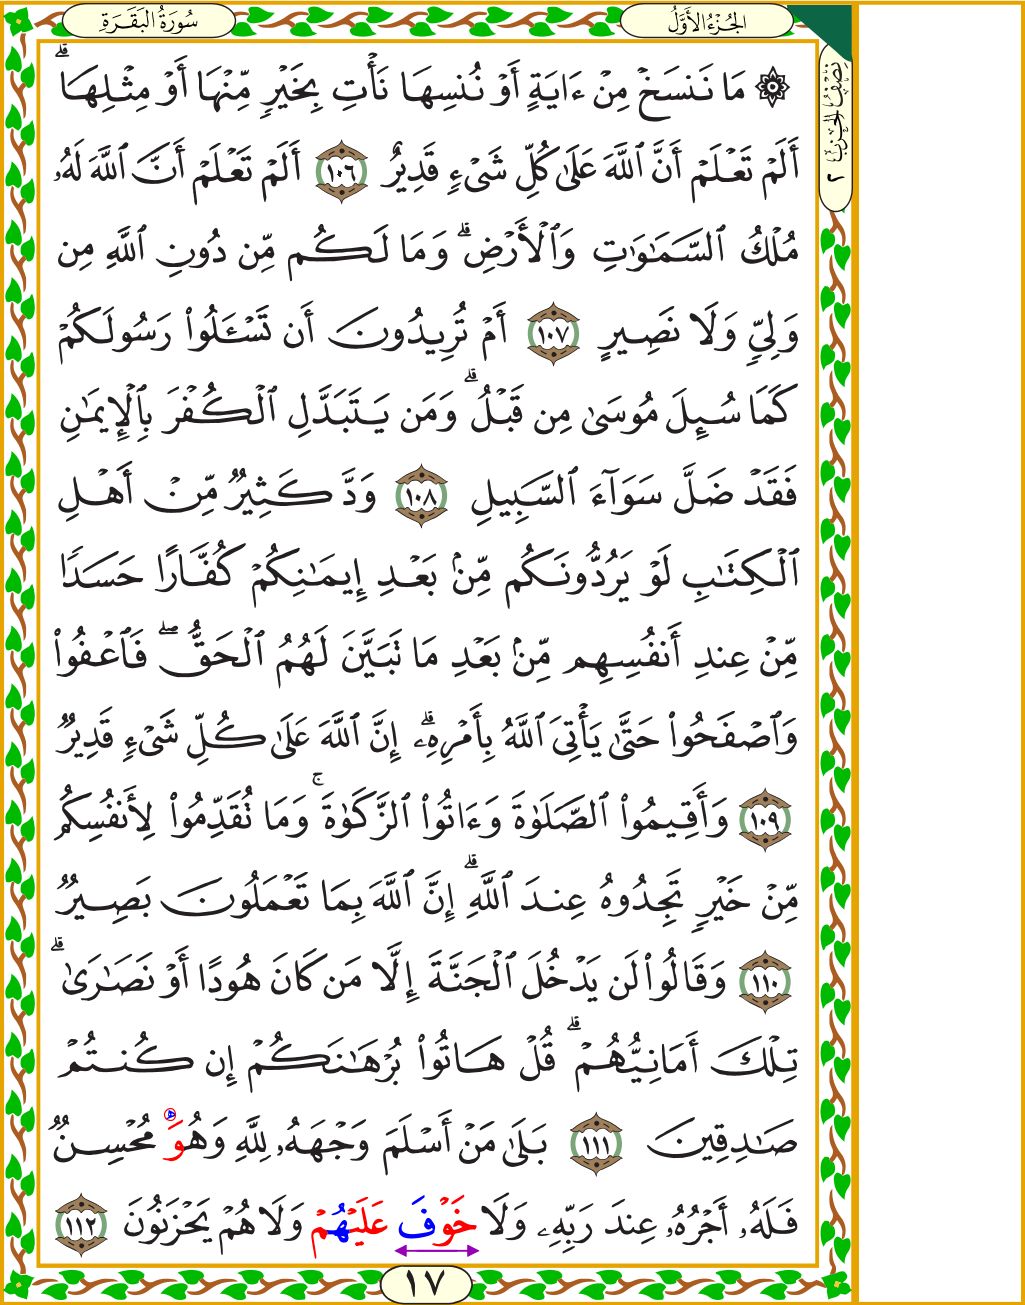 سُورَةُ البَقَرَةِ
الجُزْءُ الأَوَّلُ
نِصْفُ الحِزْبِ ٢
۞ مَا نَنسَخْ مِنْ ءَايَةٍ أَوْ نُنسِهَا نَأْتِ بِخَيْرٍ مِّنْهَا أَوْ مِثْلِهَا ۗ
أَلَمْ تَعْلَمْ أَنَّ ٱللَّهَ عَلَىٰ كُلِّ شَىْءٍ قَدِيرٌ ١٠٦ أَلَمْ تَعْلَمْ أَنَّ ٱللَّهَ لَهُۥ
مُلْكُ ٱلسَّمَٰوَٰتِ وَٱلْأَرْضِ ۗ وَمَا لَكُم مِّن دُونِ ٱللَّهِ مِن
وَلِىٍّ وَلَا نَصِيرٍ ١٠٧ أَمْ تُرِيدُونَ أَن تَسْـَٔلُوا۟ رَسُولَكُمْ
كَمَا سُئِلَ مُوسَىٰ مِن قَبْلُ ۗ وَمَن يَتَبَدَّلِ ٱلْكُفْرَ بِٱلْإِيمَٰنِ
فَقَدْ ضَلَّ سَوَآءَ ٱلسَّبِيلِ ١٠٨ وَدَّ كَثِيرٌ مِّنْ أَهْلِ
ٱلْكِتَٰبِ لَوْ يَرُدُّونَكُم مِّنۢ بَعْدِ إِيمَٰنِكُمْ كُفَّارًا حَسَدًا
مِّنْ عِندِ أَنفُسِهِم مِّنۢ بَعْدِ مَا تَبَيَّنَ لَهُمُ ٱلْحَقُّ ۖ فَٱعْفُوا۟
وَٱصْفَحُوا۟ حَتَّىٰ يَأْتِىَ ٱللَّهُ بِأَمْرِهِۦٓ ۗ إِنَّ ٱللَّهَ عَلَىٰ كُلِّ شَىْءٍ قَدِيرٌ
١٠٩ وَأَقِيمُوا۟ ٱلصَّلَوٰةَ وَءَاتُوا۟ ٱلزَّكَوٰةَ ۚ وَمَا تُقَدِّمُوا۟ لِأَنفُسِكُم
مِّنْ خَيْرٍ تَجِدُوهُ عِندَ ٱللَّهِ ۗ إِنَّ ٱللَّهَ بِمَا تَعْمَلُونَ بَصِيرٌ
١١٠ وَقَالُوا۟ لَن يَدْخُلَ ٱلْجَنَّةَ إِلَّا مَن كَانَ هُودًا أَوْ نَصَٰرَىٰ ۗ
تِلْكَ أَمَانِيُّهُمْ ۗ قُلْ هَاتُوا۟ بُرْهَٰنَكُمْ إِن كُنتُمْ
صَٰدِقِينَ ١١١ بَلَىٰ مَنْ أَسْلَمَ وَجْهَهُۥ لِلَّهِ وَهُوَ مُحْسِنٌ
فَلَهُۥٓ أَجْرُهُۥ عِندَ رَبِّهِۦ وَلَا خَوْفَ عَلَيْهُمْ وَلَا هُمْ يَحْزَنُونَ ١١٢
١٧